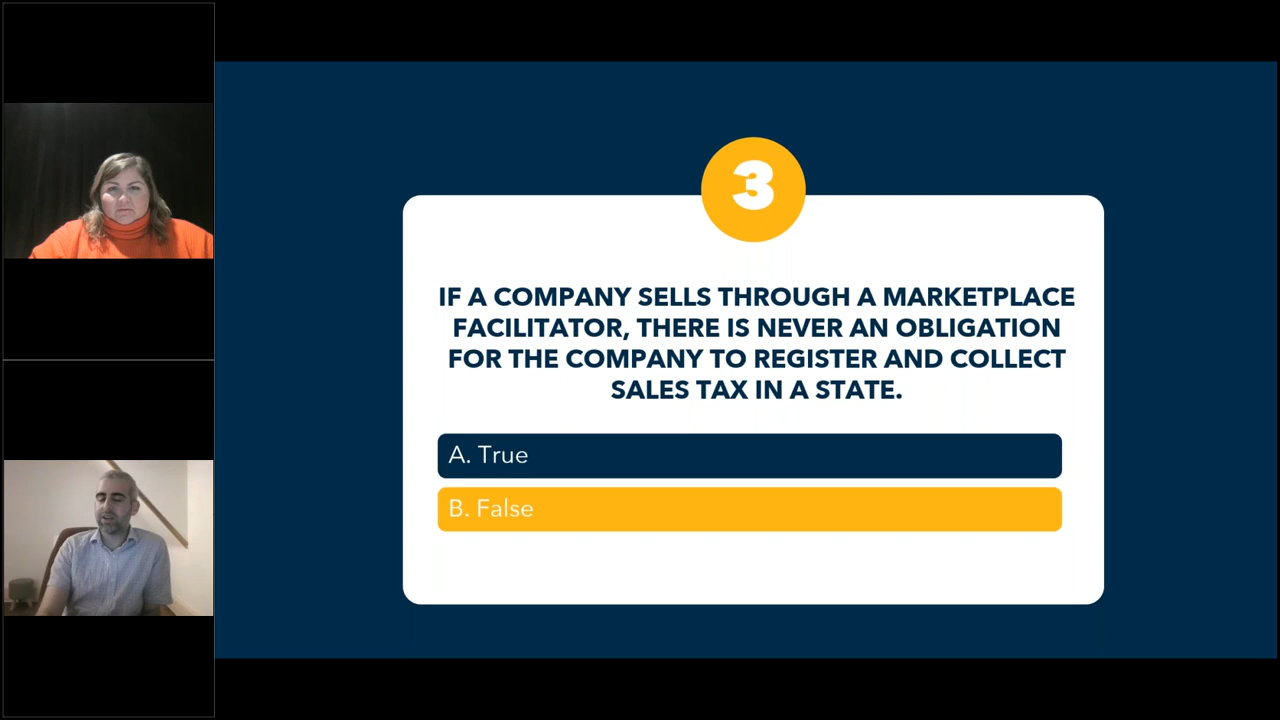 3
IF A COMPANY SELLS THROUGH A MARKETPLACE
FACILITATOR, THERE IS NEVER AN OBLIGATION
FOR THE COMPANY TO REGISTER AND COLLECT
SALES TAX IN A STATE.
A. True
B. False